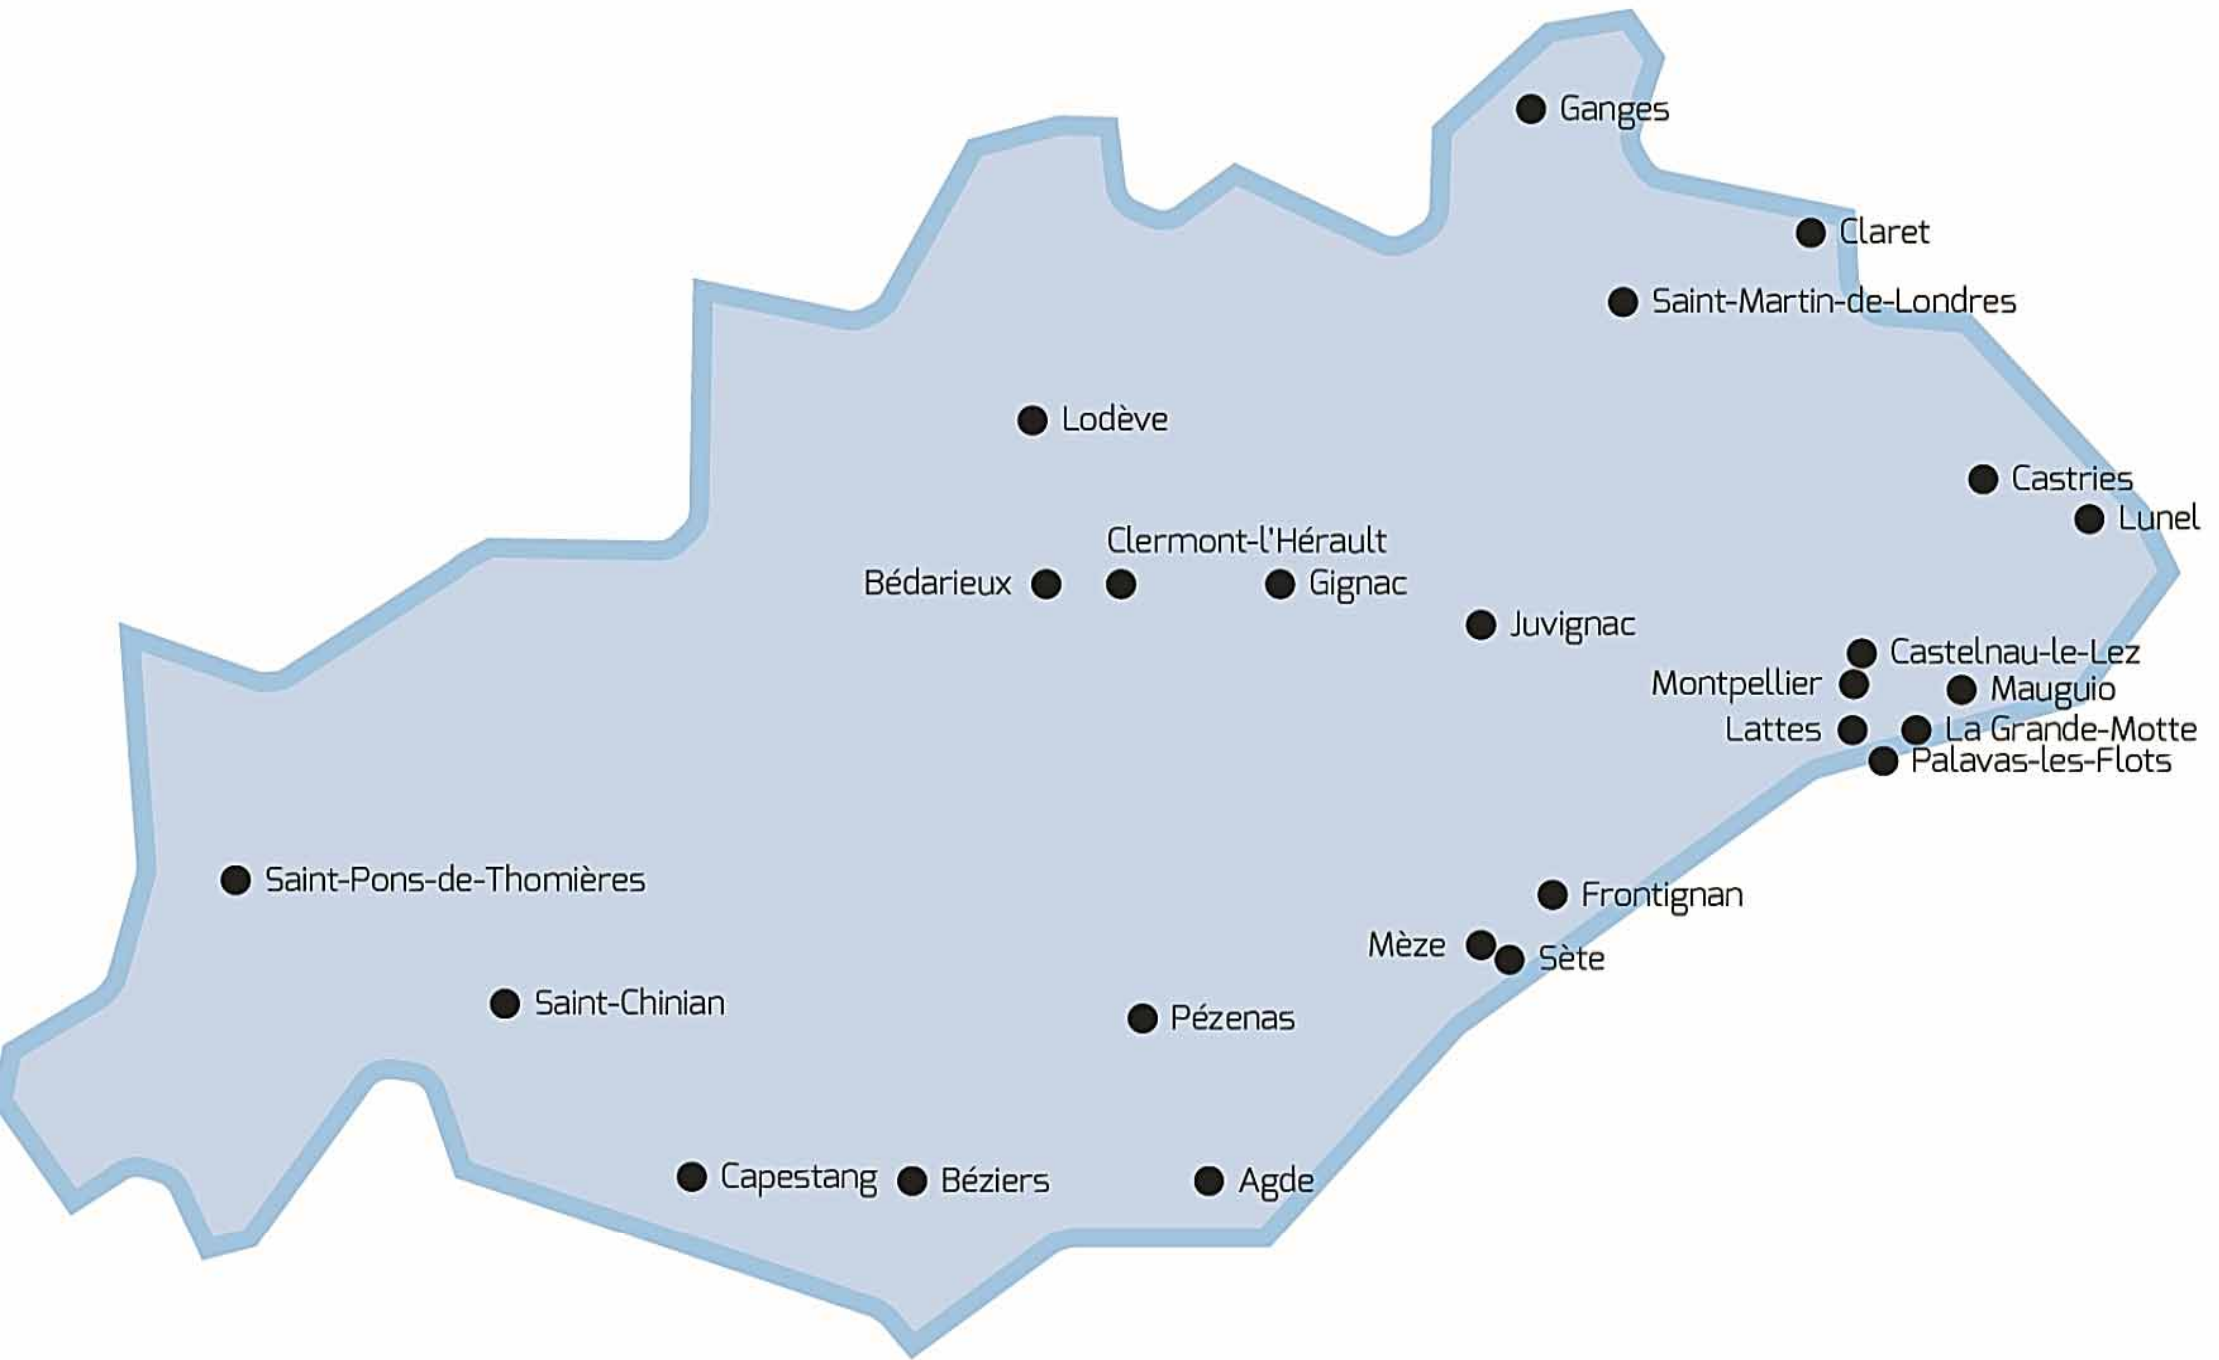 Ganges
Claret
Saint-Martin-de-Londres
Lodève
Castries
Lunel
Clermont-l'Hérault
Bédarieux
Gignac
Juvignac
Castelnau-le-Lez
Montpellier
Mauguio
Lattes
La Grande-Motte
Palavas-les-Flots
Saint-Pons-de-Thomières
Frontignan
Mèze
Sète
Saint-Chinian
Pézenas
Capestang
Béziers
Agde